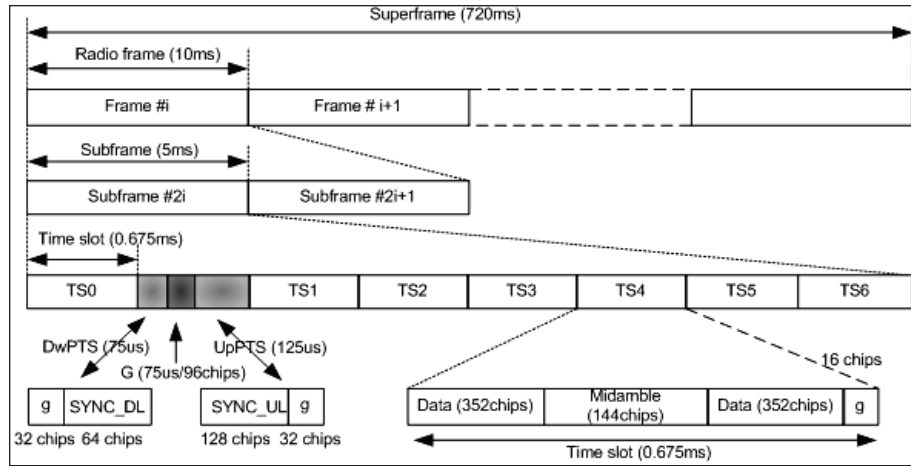 Superframe (720ms)
Radio frame (10ms)
Frame #i
Frame # i+1
Subframe (5ms)
Subframe #2i
Subframe #2i+1
Time slot (0.675ms)
TS0
TS1
TS2
TS3
TS4
TS5
TS6
DwPTS (75us)
UpPTS (125us)
G (75us/96chips)
16 chips
g
SYNC_DL
SYNC_UL
g
Data (352chips)
Midamble
(144chips)
Data (352chips)
g
32 chips
64 chips
128 chips
32 chips
Time slot (0.675ms)